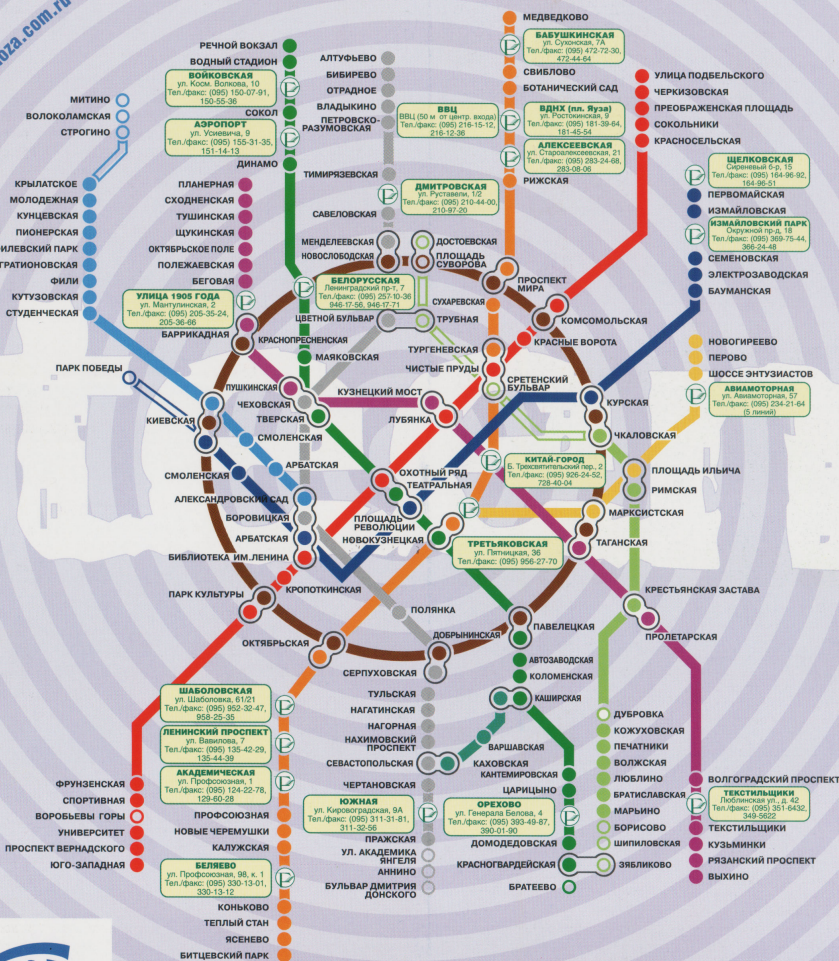 oza.com.ru
МЕДВЕДКОВО
БАБУШКИНСКАЯ
ул. Сухонская, 7А
Тел./факс: (095) 472-72-30,
472-44-64
СВИБЛОВО
БОТАНИЧЕСКИЙ САД
ВДНХ (пл. Яуза)
ул. Ростокинская, 9
Тел./факс: (095) 181-39-64,
181-45-54
АЛЕКСЕЕВСКАЯ
ул. Староалексеевская, 21
Тел./факс: (095) 283-24-68,
283-08-06
РИЖСКАЯ
РЕЧНОЙ ВОКЗАЛ
ВОДНЫЙ СТАДИОН
ВОЙКОВСКАЯ
ул. Косм. Волкова, 10
Тел./факс: (095) 150-07-91,
150-55-36
СОКОЛ
АЭРОПОРТ
ул. Усиевича, 9
Тел./факс: (095) 155-31-35,
151-14-13
ДИНАМО
АЛТУФЬЕВО
БИБИРЕВО
ОТРАДНОЕ
ВЛАДЫКИНО
ПЕТРОВСКО-
РАЗУМОВСКАЯ
ВВЦ
ВВЦ (50 м от центр. входа)
Тел./факс: (095) 216-15-12,
216-12-36
ТИМИРЯЗЕВСКАЯ
ДМИТРОВСКАЯ
ул. Руставели, 1/2
Тел./факс: (095) 210-44-00,
210-97-20
САВЕЛОВСКАЯ
МЕНДЕЛЕЕВСКАЯ
НОВОСЛОБОДСКАЯ
ДОСТОЕВСКАЯ
ПЛОЩАДЬ
СУВОРОВА
УЛИЦА ПОДБЕЛЬСКОГО
ЧЕРКИЗОВСКАЯ
ПРЕОБРАЖЕНСКАЯ ПЛОЩАДЬ
СОКОЛЬНИКИ
КРАСНОСЕЛЬСКАЯ
ЩЕЛКОВСКАЯ
Сиреневый б-р, 15
Тел./факс: (095) 164-96-92,
164-96-51
ПЕРВОМАЙСКАЯ
ИЗМАЙЛОВСКАЯ
ИЗМАЙЛОВСКИЙ ПАРК
Окружной пр-д, 18
Тел./факс: (095) 369-75-44,
366-24-48
СЕМЕНОВСКАЯ
ЭЛЕКТРОЗАВОДСКАЯ
БАУМАНСКАЯ
МИТИНО
ВОЛОКОЛАМСКАЯ
СТРОГИНО
КРЫЛАТСКОЕ
МОЛОДЕЖНАЯ
КУНЦЕВСКАЯ
ПИОНЕРСКАЯ
ФИЛЕВСКИЙ ПАРК
ГРАТИОНОВСКАЯ
ФИЛИ
КУТУЗОВСКАЯ
СТУДЕНЧЕСКАЯ
ПЛАНЕРНАЯ
СХОДНЕНСКАЯ
ТУШИНСКАЯ
ЩУКИНСКАЯ
ОКТЯБРЬСКОЕ ПОЛЕ
ПОЛЕЖАЕВСКАЯ
БЕГОВАЯ
УЛИЦА 1905 ГОДА
ул. Мантулинская, 2
Тел./факс: (095) 205-35-24,
205-36-66
БАРРИКАДНАЯ
КРАСНОПРЕСНЕНСКАЯ
БЕЛОРУССКАЯ
Ленинградский пр-т, 7
Тел./факс: (095) 257-10-36
946-17-56, 946-17-71
ЦВЕТНОЙ БУЛЬВАР
ТРУБНАЯ
МАЯКОВСКАЯ
СУХАРЕВСКАЯ
ПРОСПЕКТ
МИРА
КОМСОМОЛЬСКАЯ
КРАСНЫЕ ВОРОТА
ТУРГЕНЕВСКАЯ
ЧИСТЫЕ ПРУДЫ
СРЕТЕНСКИЙ
БУЛЬВАР
НОВОГИРЕЕВО
ПЕРОВО
ШОССЕ ЭНТУЗИАСТОВ
АВИАМОТОРНАЯ
ул. Авиамоторная, 57
Тел./факс: (095) 234-21-64
(5 линий)
ПАРК ПОБЕДЫ
ПУШКИНСКАЯ
ЧЕХОВСКАЯ
ТВЕРСКАЯ
КУЗНЕЦКИЙ МОСТ
ЛУБЯНКА
КУРСКАЯ
ЧКАЛОВСКАЯ
КИЕВСКАЯ
СМОЛЕНСКАЯ
АРБАТСКАЯ
СМОЛЕНСКАЯ
АЛЕКСАНДРОВСКИЙ САД
БОРОВИЦКАЯ
АРБАТСКАЯ
БИБЛИОТЕКА ИМ.ЛЕНИНА
КРОПОТКИНСКАЯ
ПАРК КУЛЬТУРЫ
ОХОТНЫЙ РЯД
ТЕАТРАЛЬНАЯ
ПЛОЩАДЬ
РЕВОЛЮЦИИ
НОВОКУЗНЕЦКАЯ
КИТАЙ-ГОРОД
Б. Трехсвятительский пер., 2
Тел./факс: (095) 926-24-52,
728-40-04
ТРЕТЬЯКОВСКАЯ
ул. Пятницкая, 36
Тел./факс: (095) 956-27-70
ПЛОЩАДЬ ИЛЬИЧА
РИМСКАЯ
МАРКСИСТСКАЯ
ТАГАНСКАЯ
КРЕСТЬЯНСКАЯ ЗАСТАВА
ПРОЛЕТАРСКАЯ
ПОЛЯНКА
ОКТЯБРЬСКАЯ
ДОБРЫНИНСКАЯ
СЕРПУХОВСКАЯ
ПАВЕЛЕЦКАЯ
АВТОЗАВОДСКАЯ
КОЛОМЕНСКАЯ
КАШИРСКАЯ
ВАРШАВСКАЯ
КАХОВСКАЯ
КАНТЕМИРОВСКАЯ
ЦАРИЦЫНО
ОРЕХОВО
ул. Генерала Белова, 4
Тел./факс: (095) 393-49-87,
390-01-90
ДОМОДЕДОВСКАЯ
КРАСНОГВАРДЕЙСКАЯ
БРАТЕЕВО
ТУЛЬСКАЯ
НАГАТИНСКАЯ
НАГОРНАЯ
НАХИМОВСКИЙ
ПРОСПЕКТ
СЕВАСТОПОЛЬСКАЯ
ЧЕРТАНОВСКАЯ
ЮЖНАЯ
ул. Кировоградская, 9А
Тел./факс: (095) 311-31-81,
311-32-56
ПРАЖСКАЯ
УЛ. АКАДЕМИКА
ЯНГЕЛЯ
АННИНО
БУЛЬВАР ДМИТРИЯ
ДОНСКОГО
ШАБОЛОВСКАЯ
ул. Шаболовка, 61/21
Тел./факс: (095) 952-32-47,
958-25-35
ЛЕНИНСКИЙ ПРОСПЕКТ
ул. Вавилова, 7
Тел./факс: (095) 135-42-29,
135-44-39
АКАДЕМИЧЕСКАЯ
ул. Профсоюзная, 1
Тел./факс: (095) 124-22-78,
129-60-28
ПРОФСОЮЗНАЯ
НОВЫЕ ЧЕРЕМУШКИ
КАЛУЖСКАЯ
БЕЛЯЕВО
ул. Профсоюзная, 98, к. 1
Тел./факс: (095) 330-13-01,
330-13-12
КОНЬКОВО
ТЕПЛЫЙ СТАН
ЯСЕНЕВО
БИТЦЕВСКИЙ ПАРК
ФРУНЗЕНСКАЯ
СПОРТИВНАЯ
ВОРОБЬЕВЫ ГОРЫ
УНИВЕРСИТЕТ
ПРОСПЕКТ ВЕРНАДСКОГО
ЮГО-ЗАПАДНАЯ
ДУБРОВКА
КОЖУХОВСКАЯ
ПЕЧАТНИКИ
ВОЛЖСКАЯ
ЛЮБЛИНО
БРАТИСЛАВСКАЯ
МАРЬИНО
БОРИСОВО
ШИПИЛОВСКАЯ
ЗЯБЛИКОВО
ВОЛГОГРАДСКИЙ ПРОСПЕКТ
ТЕКСТИЛЬЩИКИ
Люблинская ул., д. 42
Тел./факс: (095) 351-6432,
349-5622
ТЕКСТИЛЬЩИКИ
КУЗЬМИНКИ
РЯЗАНСКИЙ ПРОСПЕКТ
ВЫХИНО